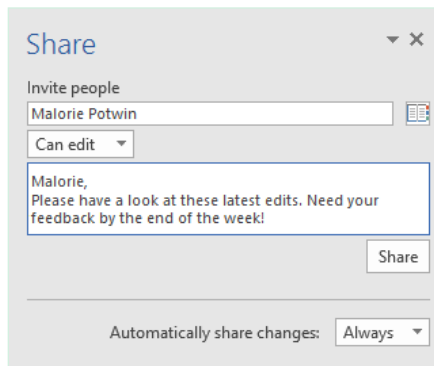 Share
Invite people
Malorie Potwin
Can edit
Malorie,
Please have a look at these latest edits. Need your
feedback by the end of the week!
Share
Automatically share changes: Always